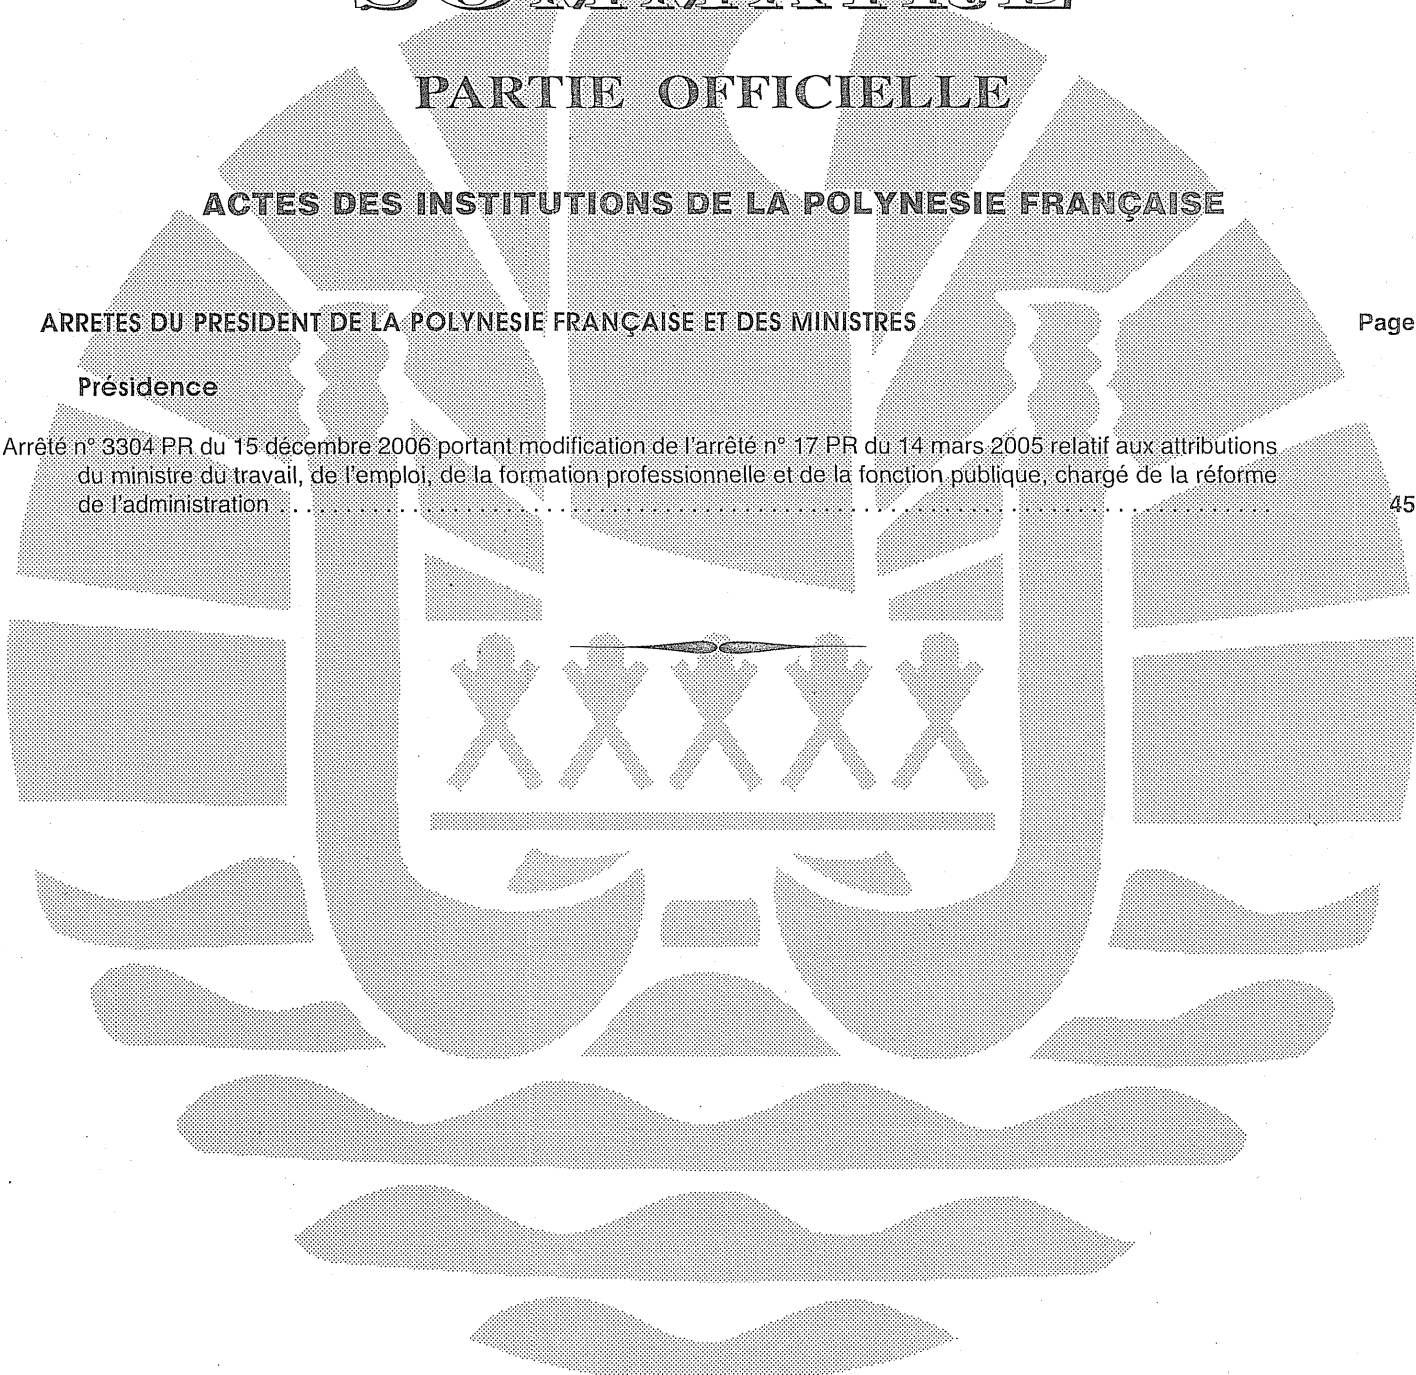 SOMMAIRE
PARTIE OFFICIELLE
ACTES DES INSTITUTIONS DE LA POLYNESIE FRANÇAISE
ARRETES DU PRESIDENT DE LA POLYNESIE FRANÇAISE ET DES MINISTRES Page
Présidence
Arrêté n° 3304 PR du 15 décembre 2006 portant modification de l'arrêté n° 17 PR du 14 mars 2005 relatif aux attributions
du ministre du travail, de l'emploi, de la formation professionnelle et de la fonction publique, chargé de la réforme
de l'administration . . . . . . . . . . . . . . . . . . . . . . . . . . . . . . . . . . . . . . . . 45